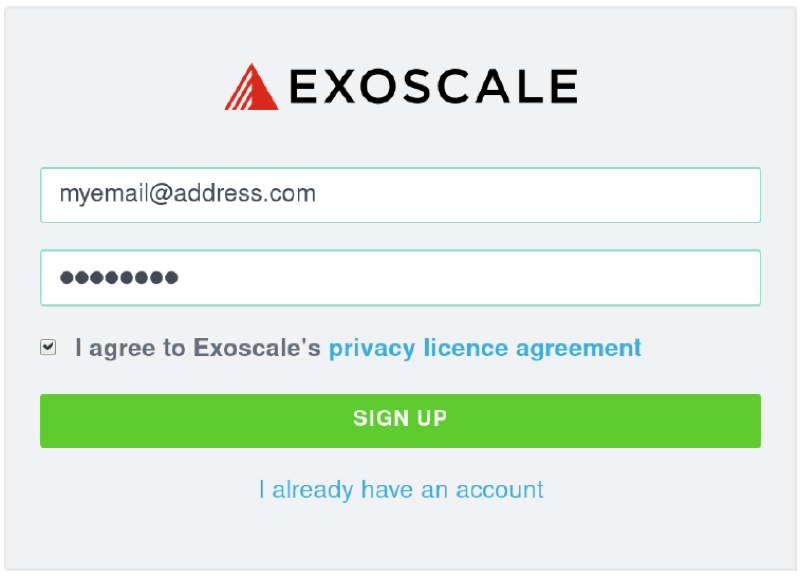 EXOSCALE
myemail@address.com
●●●●●●●●
I agree to Exoscale's privacy licence agreement
SIGN UP
I already have an account